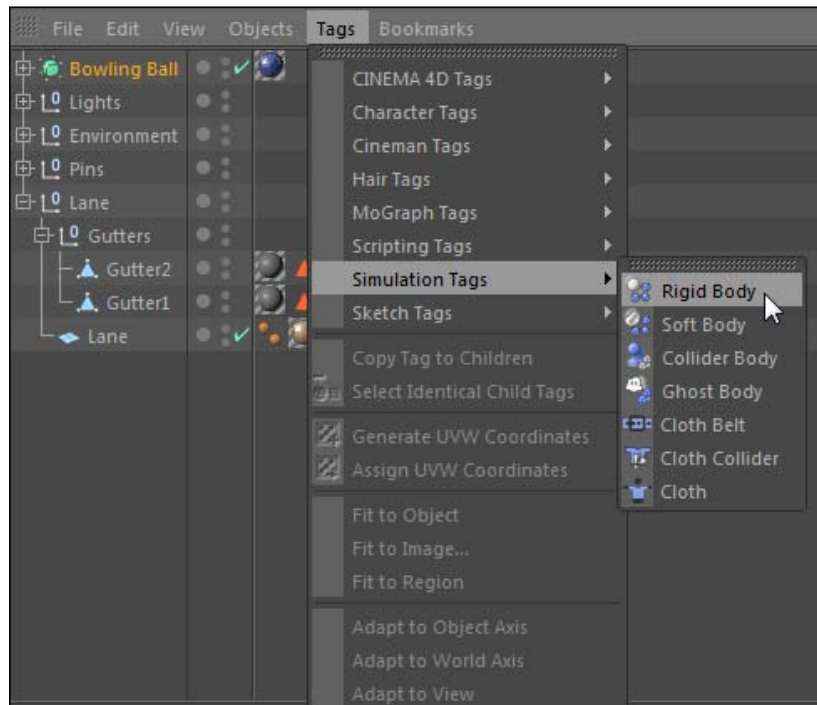 File Edit View Objects Tags Bookmarks
Bowling Ball
Lights
Environment
Pins
Lane
Gutters
Gutter2
Gutter1
Lane
CINEMA 4D Tags
Character Tags
Cineman Tags
Hair Tags
MoGraph Tags
Scripting Tags
Simulation Tags
Sketch Tags
Copy Tag to Children
Select Identical Child Tags
Generate UVW Coordinates
Assign UVW Coordinates
Fit to Object
Fit to Image...
Fit to Region
Adapt to Object Axis
Adapt to World Axis
Adapt to View
Rigid Body
Soft Body
Collider Body
Ghost Body
Cloth Belt
Cloth Collider
Cloth